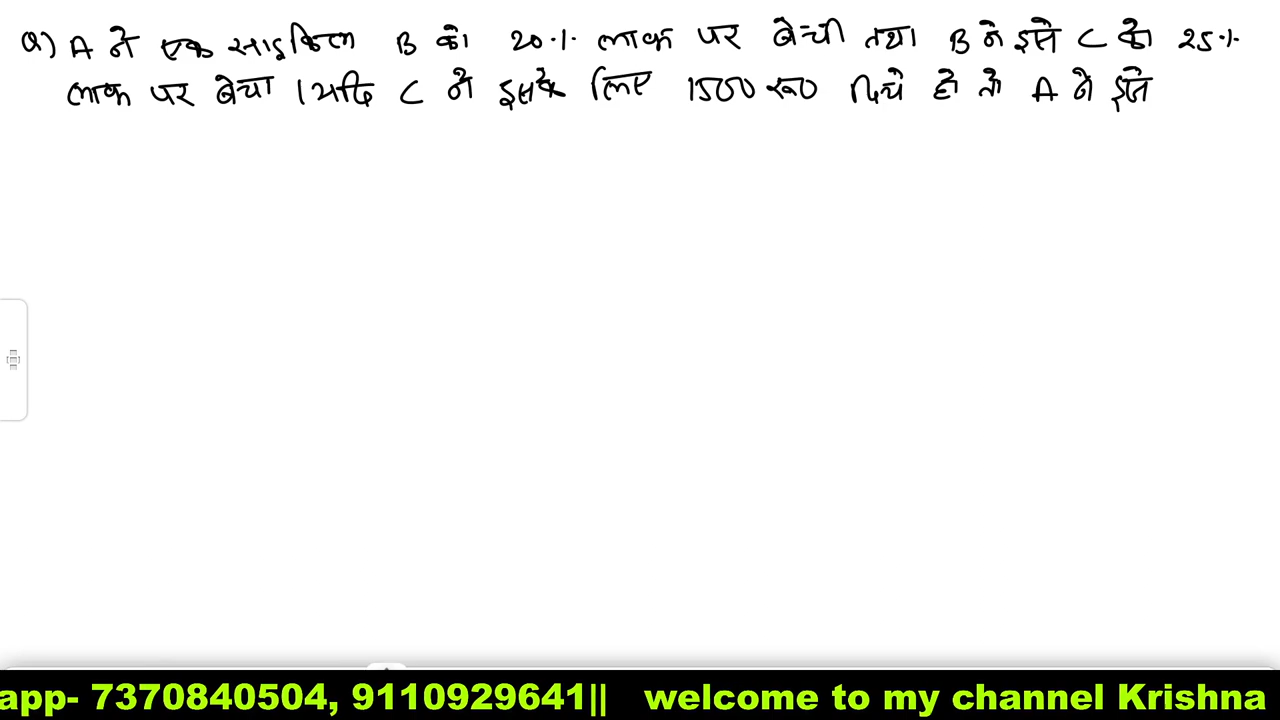 Q) A ने एक साइकिल B को 20% लाभ पर बेची तथा B ने इसे C को 25%
लाभ पर बेचा । यदि C ने इसके लिए 1500 रू0 दिये हो तो A ने इसे
app- 7370840504, 9110929641|| welcome to my channel Krishna